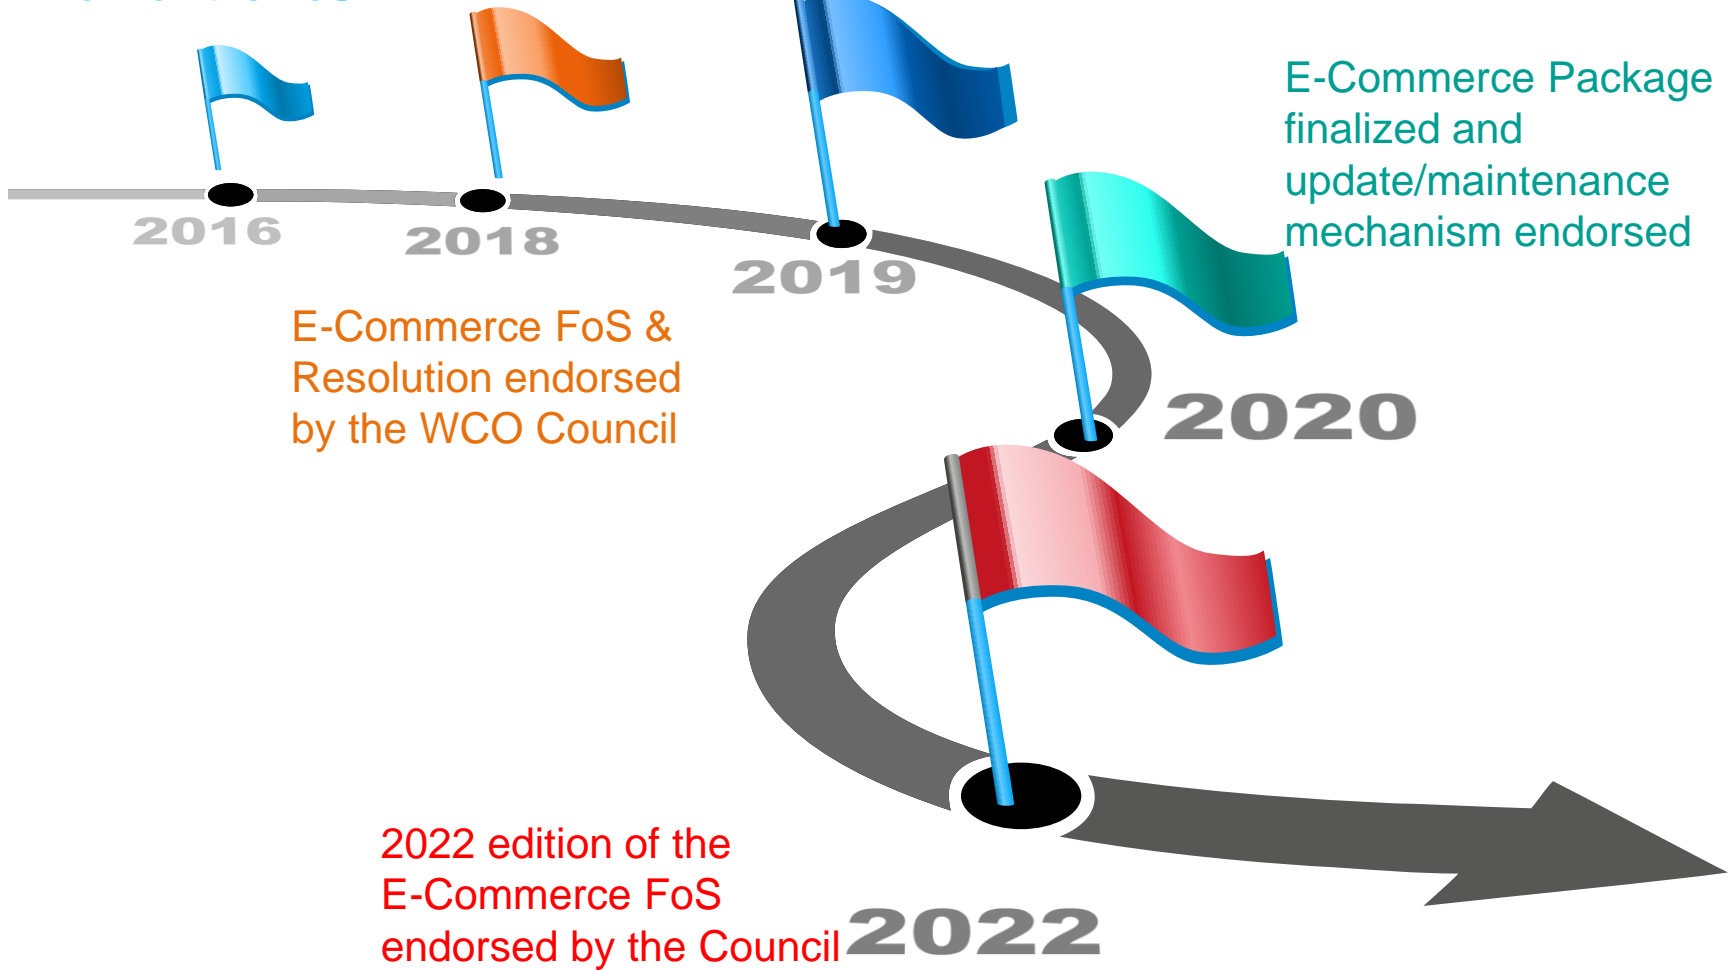 2016
2018
2019
E-Commerce Package
finalized and
update/maintenance
mechanism endorsed
E-Commerce FoS &
Resolution endorsed
by the WCO Council
2020
2022 edition of the
E-Commerce FoS
endorsed by the Council
2022